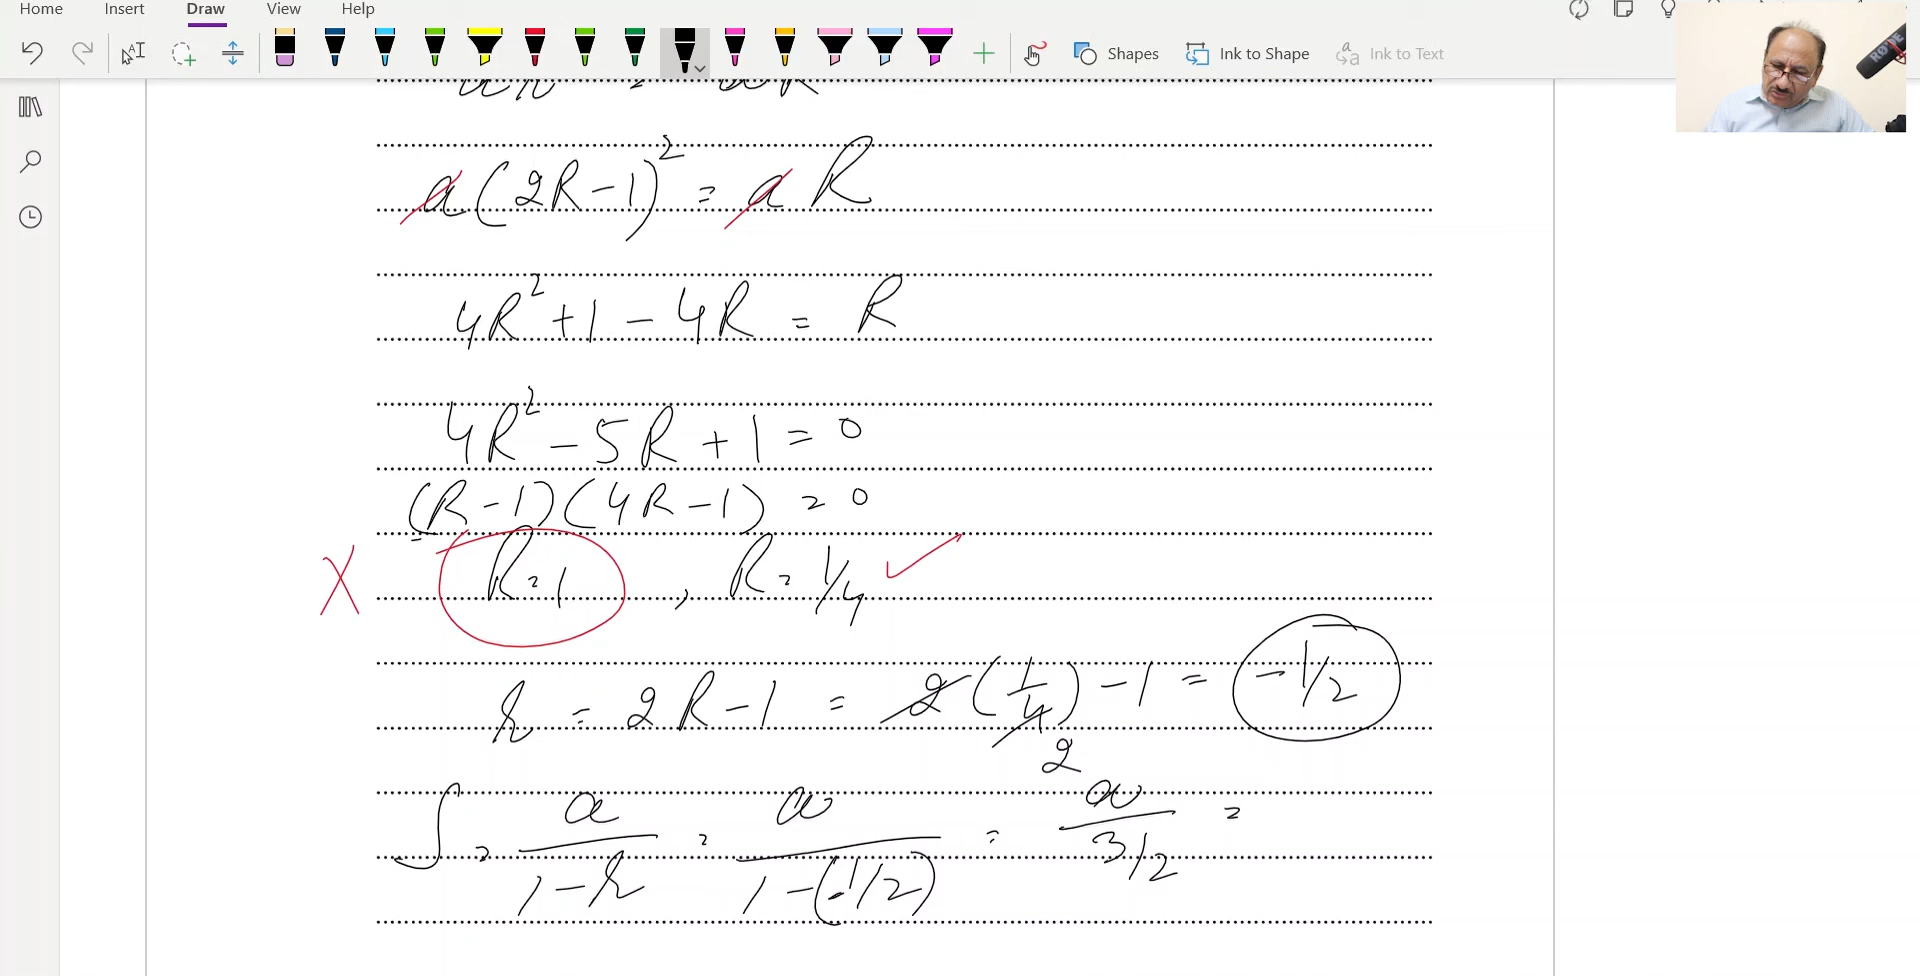 Home Insert Draw View Help
Shapes Ink to Shape Ink to Text
RØDE
a(2R-1)² = a R
4R² + 1 - 4R = R
4R² - 5R + 1 = 0
(R-1)(4R-1) = 0
X R = 1 , R = 1/4 ✓
r = 2R-1 = 2(1/4)-1 = -1/2
2
S = a/(1-r) = a/(1-(-1/2)) = a/(3/2) =